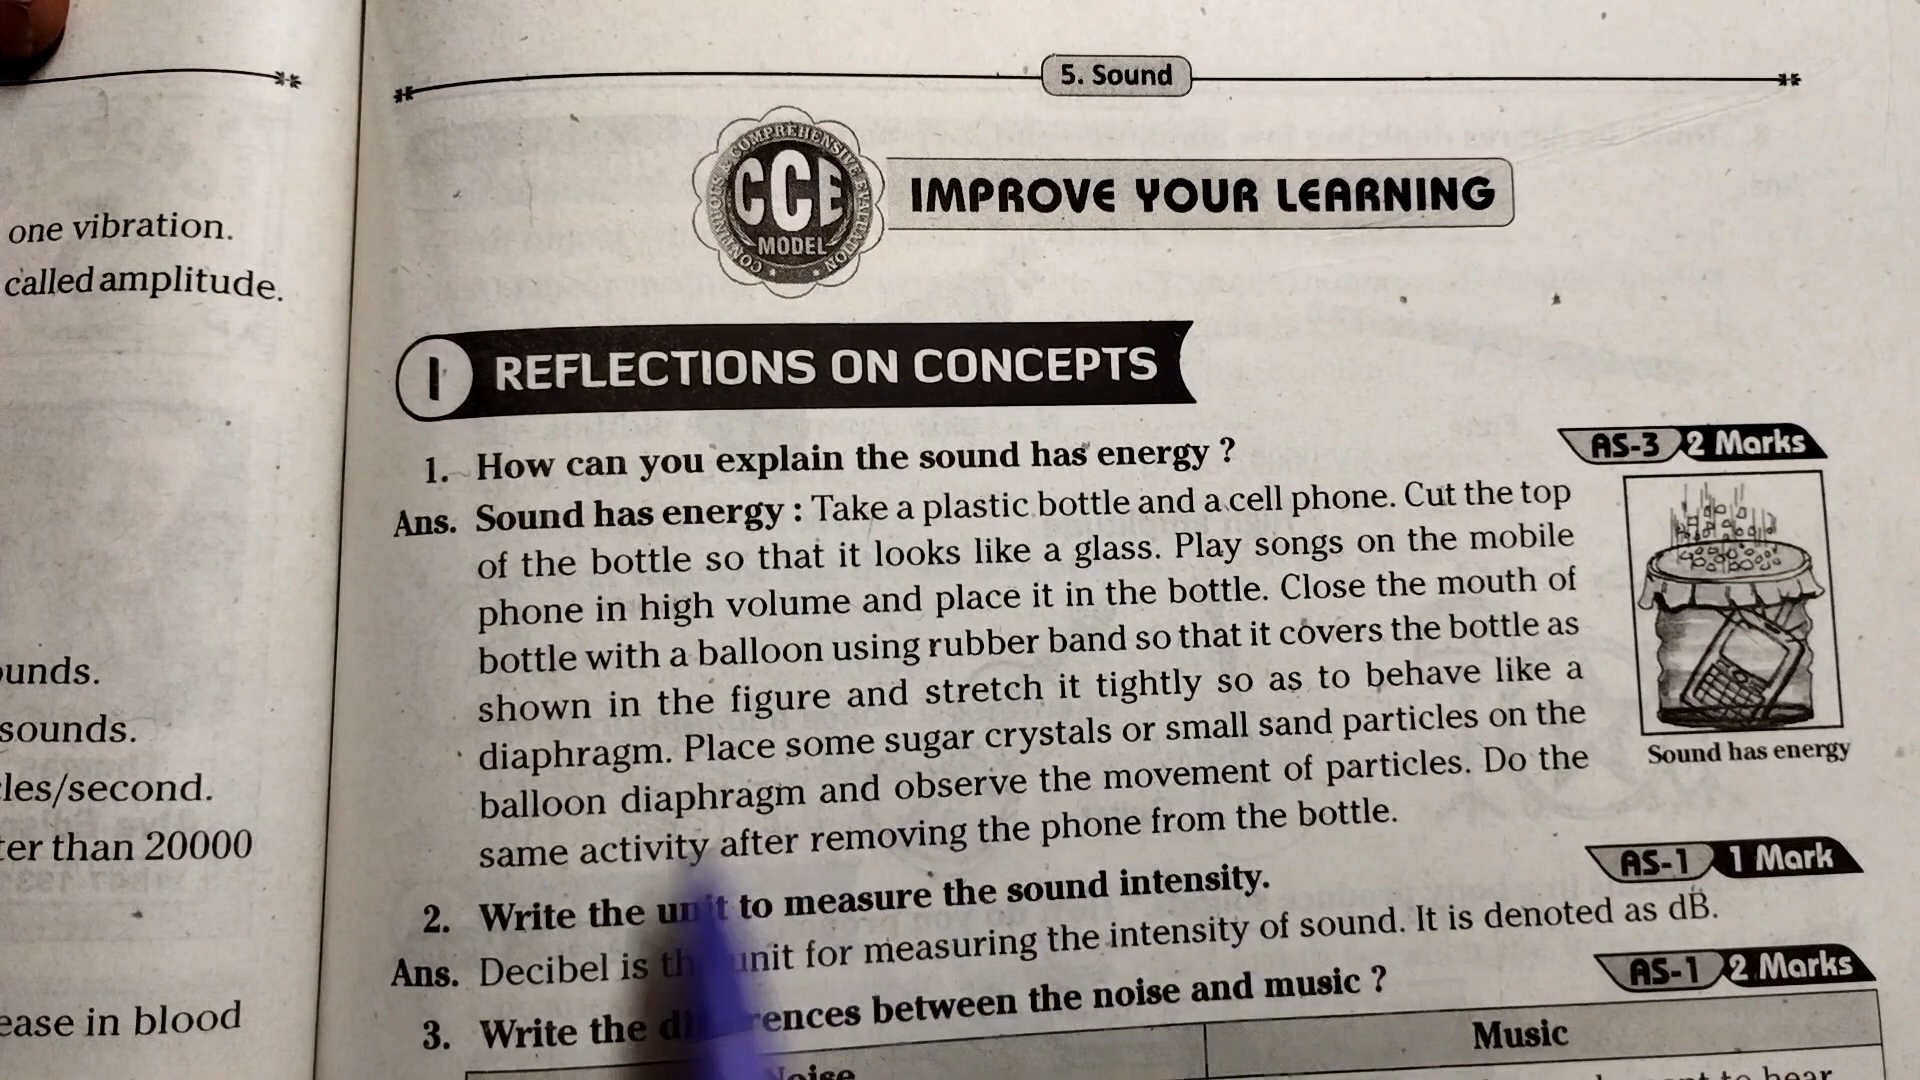 one vibration.
called amplitude.
sounds.
than 20000
ease in blood
5. Sound
CONTINUOUS & COMPREHENSIVE EVALUATION
CCE
MODEL
IMPROVE YOUR LEARNING
I REFLECTIONS ON CONCEPTS
1. How can you explain the sound has energy ?
AS-3 2 Marks
Ans. Sound has energy : Take a plastic bottle and a cell phone. Cut the top
of the bottle so that it looks like a glass. Play songs on the mobile
phone in high volume and place it in the bottle. Close the mouth of
bottle with a balloon using rubber band so that it covers the bottle as
shown in the figure and stretch it tightly so as to behave like a
diaphragm. Place some sugar crystals or small sand particles on the
balloon diaphragm and observe the movement of particles. Do the
same activity after removing the phone from the bottle.
Sound has energy
2. Write the unit to measure the sound intensity.
AS-1 1 Mark
Ans. Decibel is the unit for measuring the intensity of sound. It is denoted as dB.
3. Write the differences between the noise and music ?
AS-1 2 Marks
Noise
Music
to hear